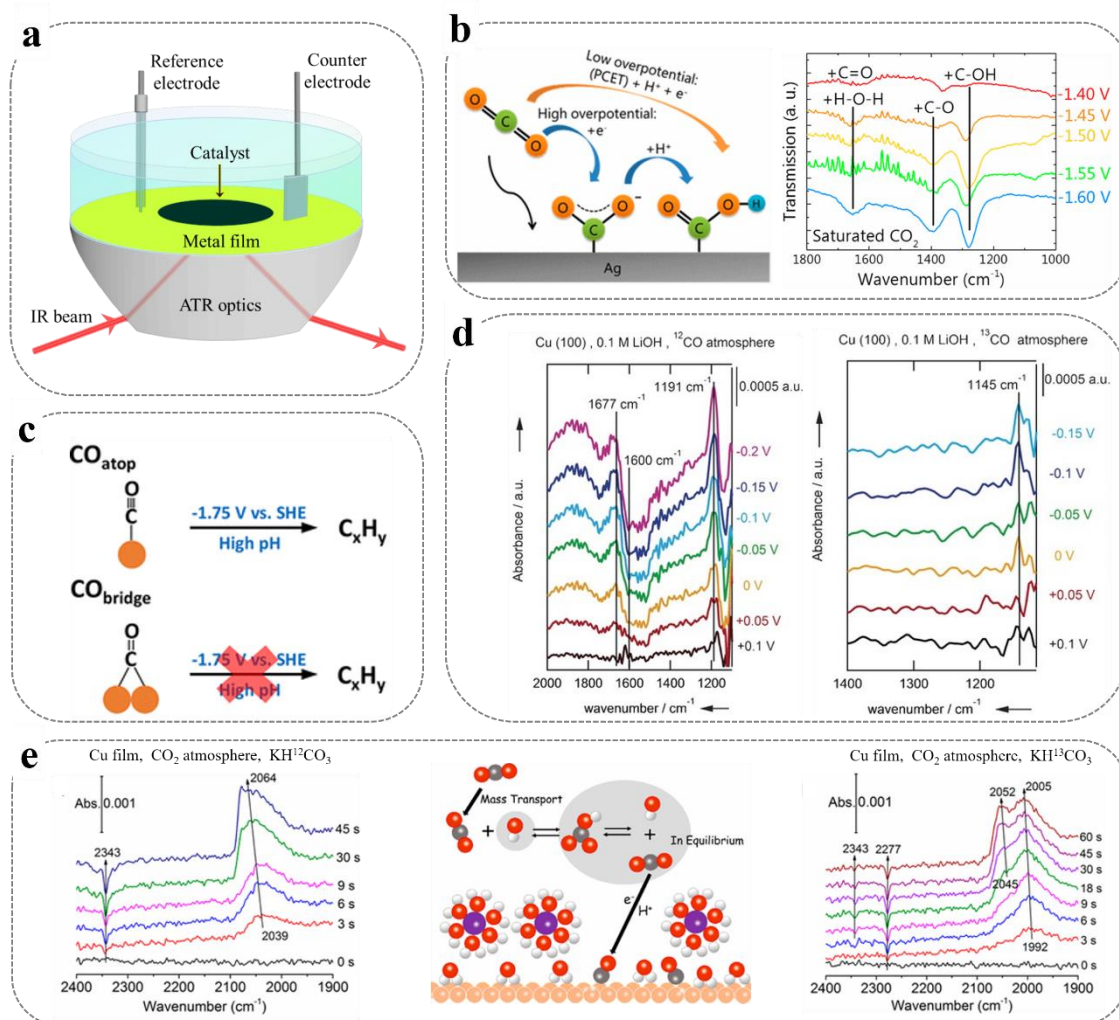 a
Reference
electrode
Counter
electrode
Catalyst
Metal film
ATR optics
IR beam
b
Low overpotential:
(PCET) + H⁺ + e⁻
High overpotential:
+e⁻
+H⁺
O
C
O
O
C
O⁻
O
C
O
H
Ag
+C=O
+C-OH
+H-O-H
+C-O
-1.40 V
-1.45 V
-1.50 V
-1.55 V
-1.60 V
Saturated CO₂
Transmission (a. u.)
1800 1600 1400 1200 1000
Wavenumber (cm⁻¹)
c
CO_atop
O
C
-1.75 V vs. SHE
High pH
CₓHᵧ
CO_bridge
O
C
-1.75 V vs. SHE
High pH
CₓHᵧ
d
Cu (100) , 0.1 M LiOH , ¹²CO atmosphere
0.0005 a.u.
1191 cm⁻¹
1677 cm⁻¹
1600 cm⁻¹
-0.2 V
-0.15 V
-0.1 V
-0.05 V
0 V
+0.05 V
+0.1 V
Absorbance / a.u.
2000 1800 1600 1400 1200
wavenumber / cm⁻¹
Cu (100) , 0.1 M LiOH , ¹³CO atmosphere
0.0005 a.u.
1145 cm⁻¹
-0.15 V
-0.1 V
-0.05 V
0 V
+0.05 V
+0.1 V
Absorbance / a.u.
1400 1300 1200
wavenumber / cm⁻¹
e
Cu film, CO₂ atmosphere, KH¹²CO₃
Abs. 0.001
2064
2343
2039
45 s
30 s
9 s
6 s
3 s
0 s
2400 2300 2200 2100 2000 1900
Wavenumber (cm⁻¹)
Mass Transport
+
+
In Equilibrium
e⁻
H⁺
Cu film, CO₂ atmosphere, KH¹³CO₃
Abs. 0.001
2052 2005
2343 2277
2045
1992
60 s
45 s
30 s
18 s
9 s
6 s
3 s
0 s
2400 2300 2200 2100 2000 1900
Wavenumber (cm⁻¹)